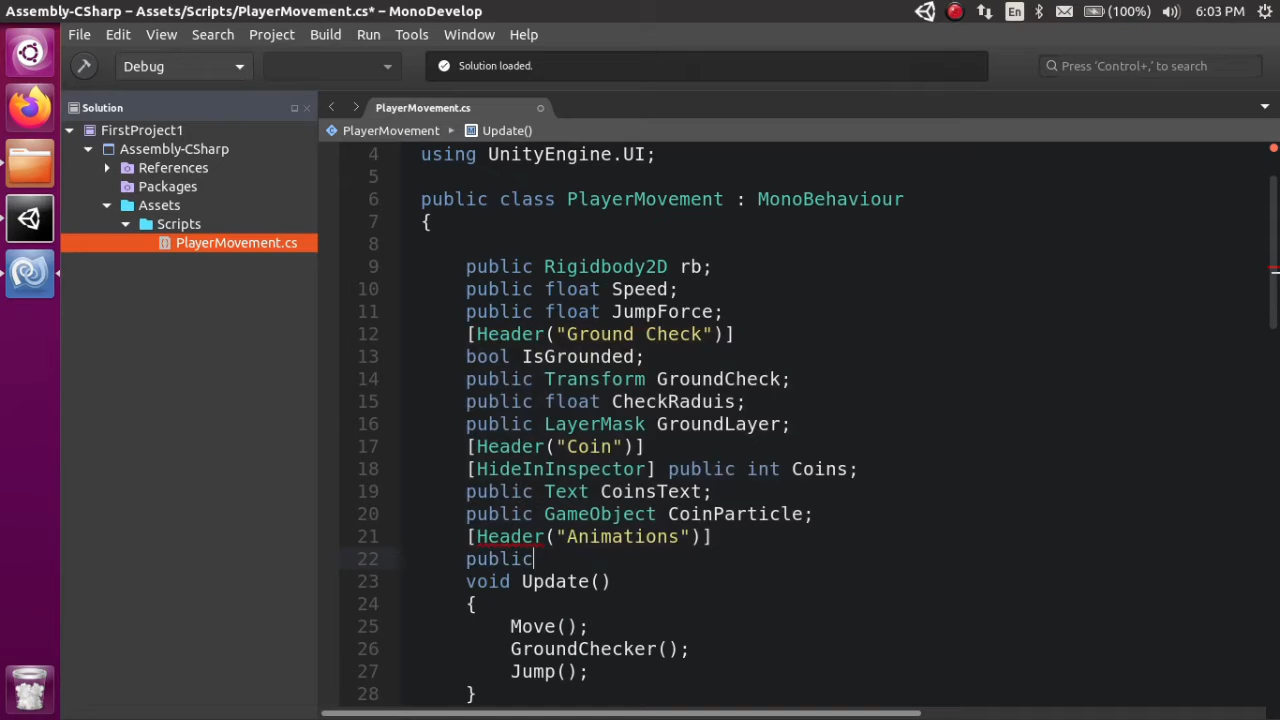 Assembly-CSharp – Assets/Scripts/PlayerMovement.cs* – MonoDevelop
En (100%) 6:03 PM
File Edit View Search Project Build Run Tools Window Help
Debug Solution loaded. Press 'Control+,' to search
Solution PlayerMovement.cs
FirstProject1 PlayerMovement Update()
Assembly-CSharp
References
Packages
Assets
Scripts
PlayerMovement.cs
4 using UnityEngine.UI;
5
6 public class PlayerMovement : MonoBehaviour
7 {
8
9 public Rigidbody2D rb;
10 public float Speed;
11 public float JumpForce;
12 [Header("Ground Check")]
13 bool IsGrounded;
14 public Transform GroundCheck;
15 public float CheckRaduis;
16 public LayerMask GroundLayer;
17 [Header("Coin")]
18 [HideInInspector] public int Coins;
19 public Text CoinsText;
20 public GameObject CoinParticle;
21 [Header("Animations")]
22 public
23 void Update()
24 {
25 Move();
26 GroundChecker();
27 Jump();
28 }